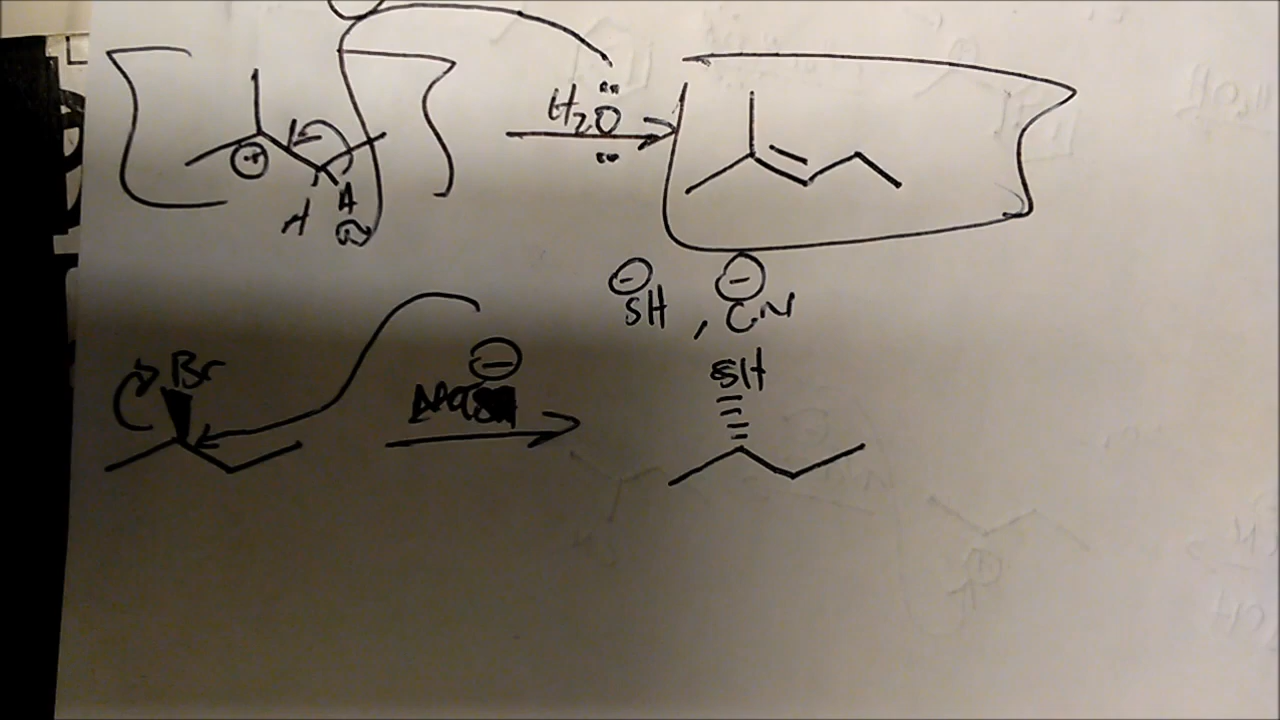 H₂O
⊕
H H
⊖SH, ⊖CN
Br
⊖
SH